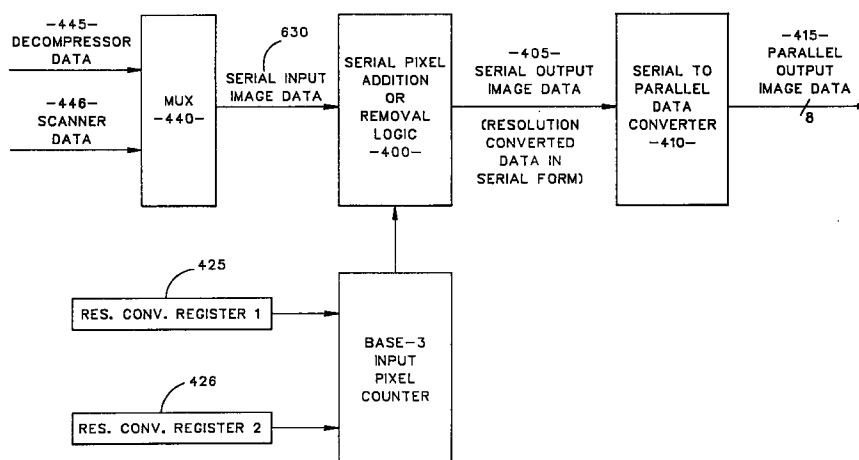 -445-
DECOMPRESSOR
DATA
-446-
SCANNER
DATA
MUX
-440-
630
SERIAL INPUT
IMAGE DATA
SERIAL PIXEL
ADDITION
OR
REMOVAL
LOGIC
-400-
-405-
SERIAL OUTPUT
IMAGE DATA
(RESOLUTION
CONVERTED
DATA IN
SERIAL FORM)
SERIAL TO
PARALLEL
DATA
CONVERTER
-410-
-415-
PARALLEL
OUTPUT
IMAGE DATA
8
425
RES. CONV. REGISTER 1
426
RES. CONV. REGISTER 2
BASE-3
INPUT
PIXEL
COUNTER